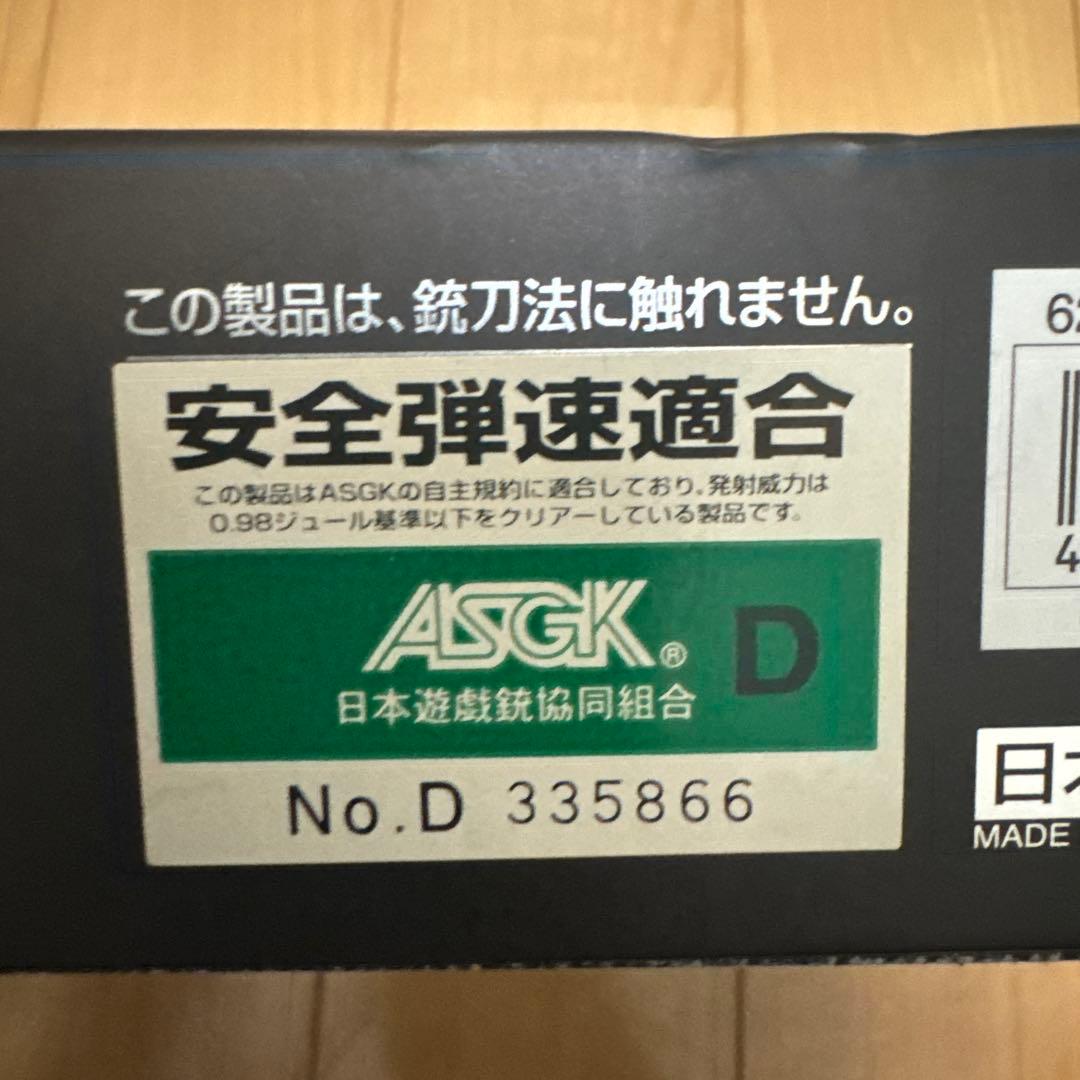 この製品は、銃刀法に触れません。
安全弾速適合
この製品はASGKの自主規約に適合しており、発射威力は
0.98ジュール基準以下をクリアーしている製品です。
ASGK® D
日本遊戯銃協同組合
No.D 335866
62
4
日本
MADE